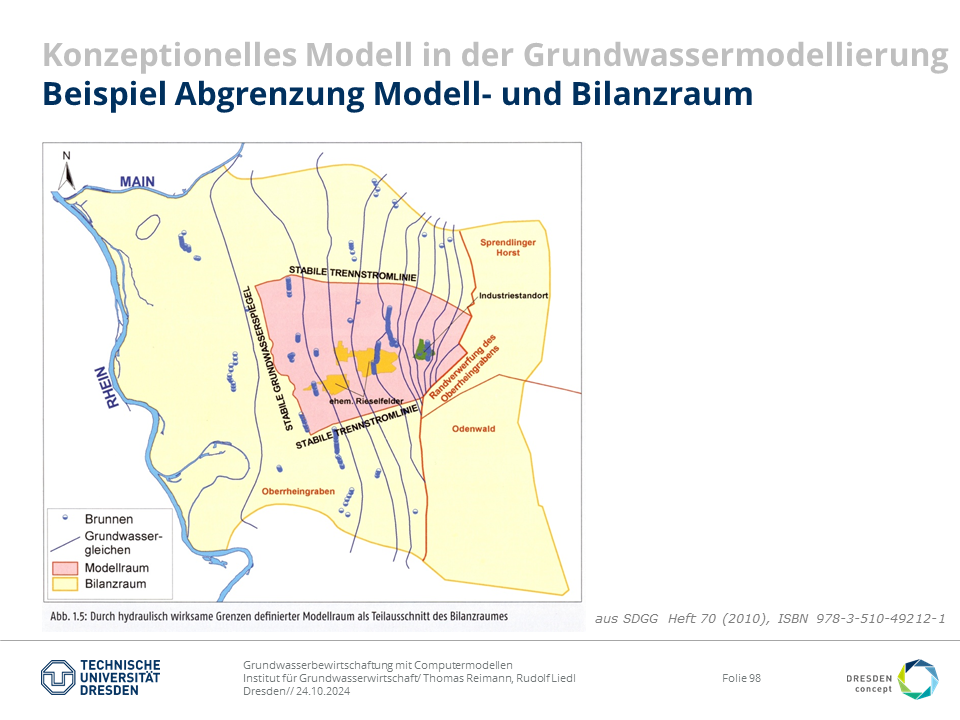 Konzeptionelles Modell in der Grundwassermodellierung
Beispiel Abgrenzung Modell- und Bilanzraum
N
MAIN
Sprendlinger
Horst
STABILE TRENNSTROMLINIE
Industriestandort
STABILE GRUNDWASSERSPIEGEL
RHEIN
Randverwerfung des
Oberrheingrabens
ehem. Rieselfelder
STABILE TRENNSTROMLINIE
Odenwald
Oberrheingraben
Brunnen
Grundwasser-
gleichen
Modellraum
Bilanzraum
Abb. 1.5: Durch hydraulisch wirksame Grenzen definierter Modellraum als Teilausschnitt des Bilanzraumes
aus SDGG Heft 70 (2010), ISBN 978-3-510-49212-1
TECHNISCHE
UNIVERSITÄT
DRESDEN
Grundwasserbewirtschaftung mit Computermodellen
Institut für Grundwasserwirtschaft/ Thomas Reimann, Rudolf Liedl
Dresden// 24.10.2024
Folie 98
DRESDEN
concept